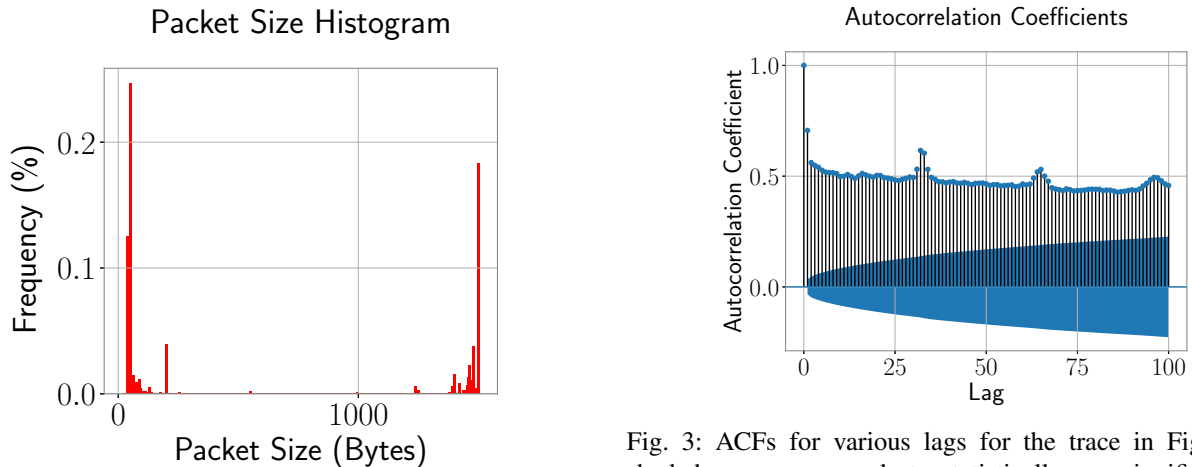 Packet Size Histogram
Frequency (%)
0.2
0.1
0.0
0
1000
Packet Size (Bytes)
Autocorrelation Coefficients
Autocorrelation Coefficient
1.0
0.5
0.0
0
25
50
75
100
Lag
Fig. 3: ACFs for various lags for the trace in Fig